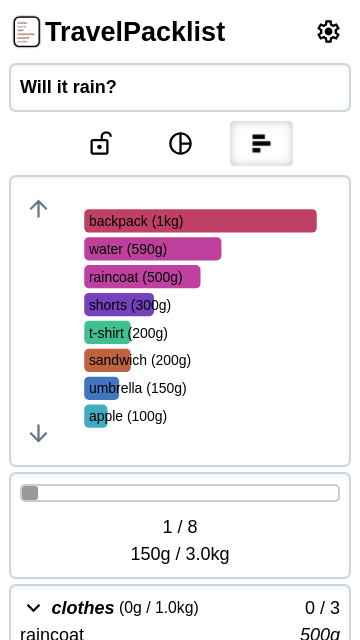 TravelPacklist
Will it rain?
backpack (1kg)
water (590g)
raincoat (500g)
shorts (300g)
t-shirt (200g)
sandwich (200g)
umbrella (150g)
apple (100g)
1 / 8
150g / 3.0kg
clothes (0g / 1.0kg) 0 / 3
raincoat 500g